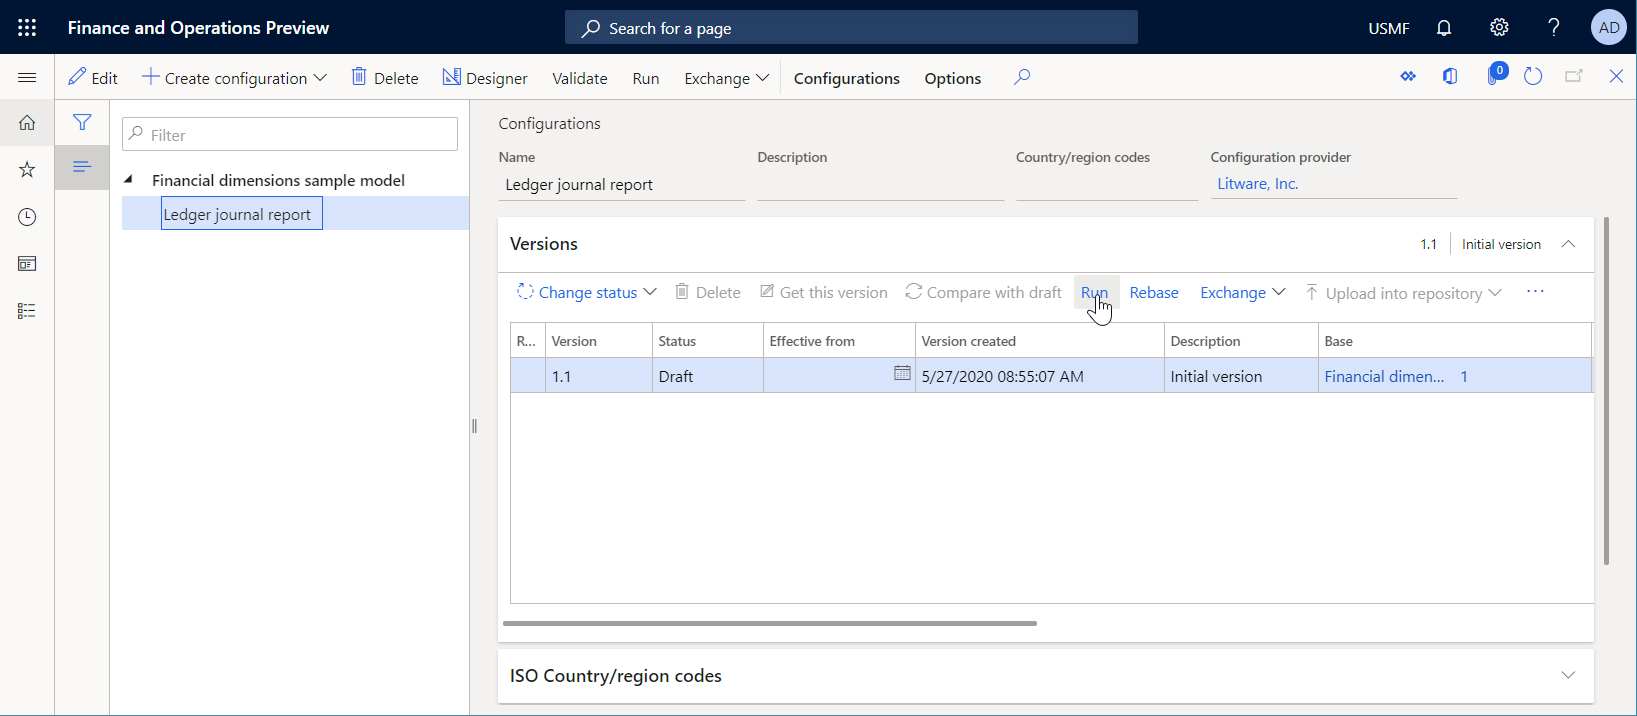 Finance and Operations Preview
Search for a page
USMF
?
AD
Edit
Create configuration
Delete
Designer
Validate
Run
Exchange
Configurations
Options
0
Filter
Financial dimensions sample model
Ledger journal report
Configurations
Name
Description
Country/region codes
Configuration provider
Ledger journal report
Litware, Inc.
Versions
1.1
Initial version
Change status
Delete
Get this version
Compare with draft
Run
Rebase
Exchange
Upload into repository
...
R... Version Status Effective from Version created Description Base
1.1 Draft 5/27/2020 08:55:07 AM Initial version Financial dimen... 1
ISO Country/region codes